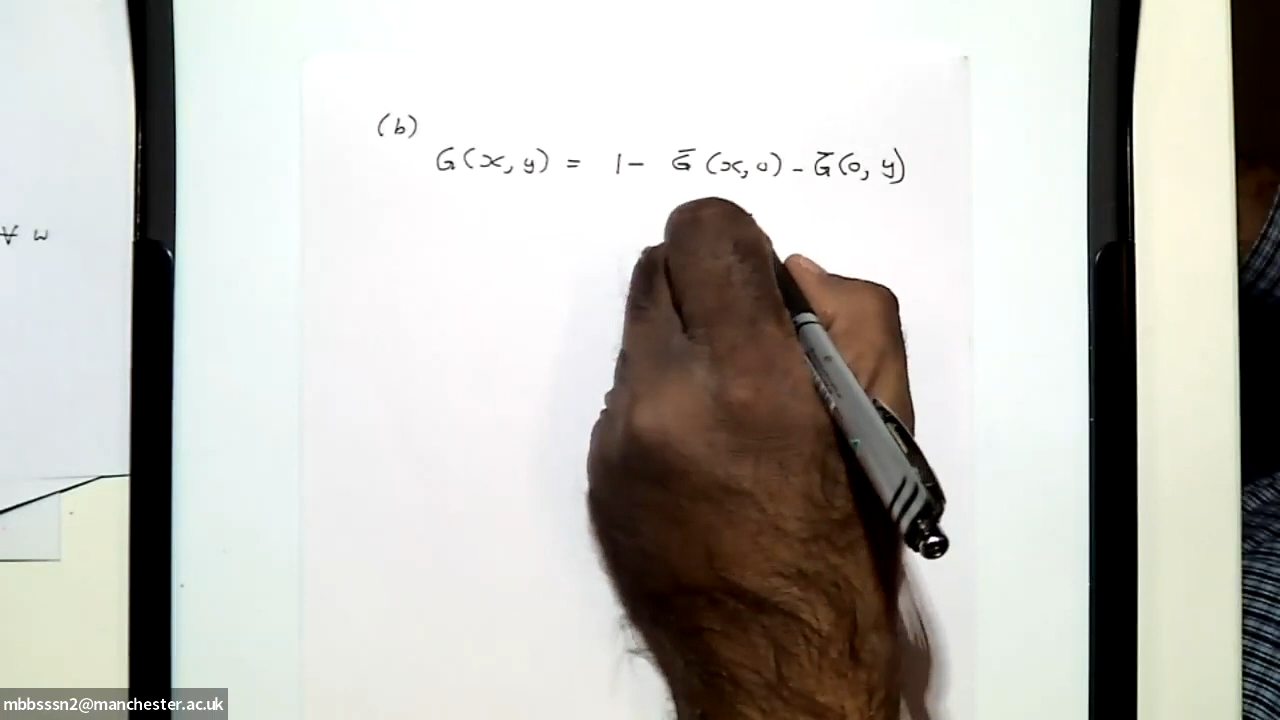 (b)
G(x, y) = 1 - Ḡ(x, 0) - Ḡ(0, y)
∀ ω
mbbsssn2@manchester.ac.uk